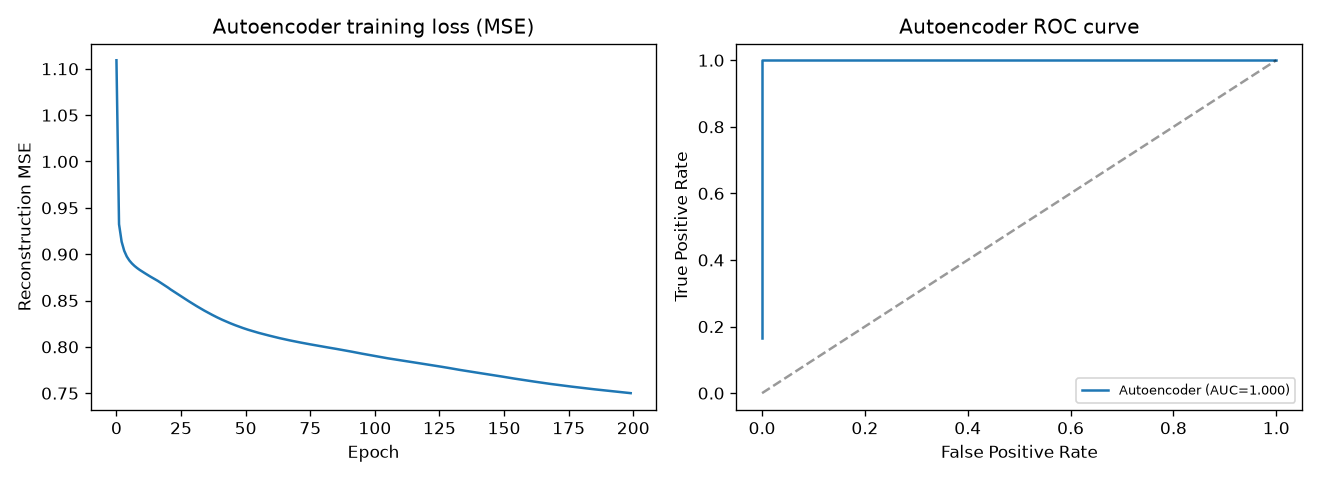 Autoencoder training loss (MSE)
Reconstruction MSE
1.10
1.05
1.00
0.95
0.90
0.85
0.80
0.75
0 25 50 75 100 125 150 175 200
Epoch
Autoencoder ROC curve
True Positive Rate
1.0
0.8
0.6
0.4
0.2
0.0
Autoencoder (AUC=1.000)
0.0 0.2 0.4 0.6 0.8 1.0
False Positive Rate